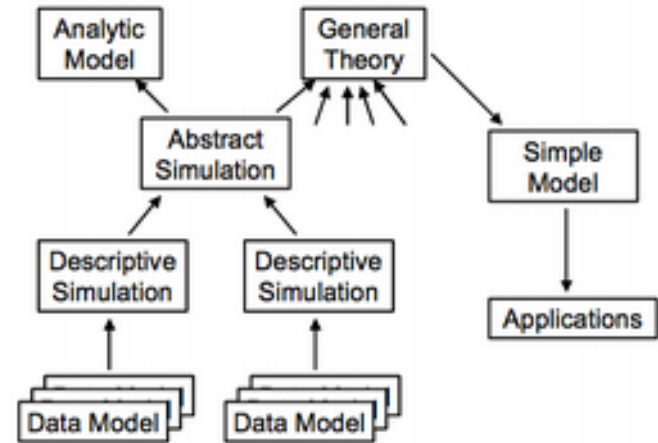 Analytic
Model
General
Theory
Abstract
Simulation
Simple
Model
Descriptive
Simulation
Descriptive
Simulation
Applications
Data Model
Data Model